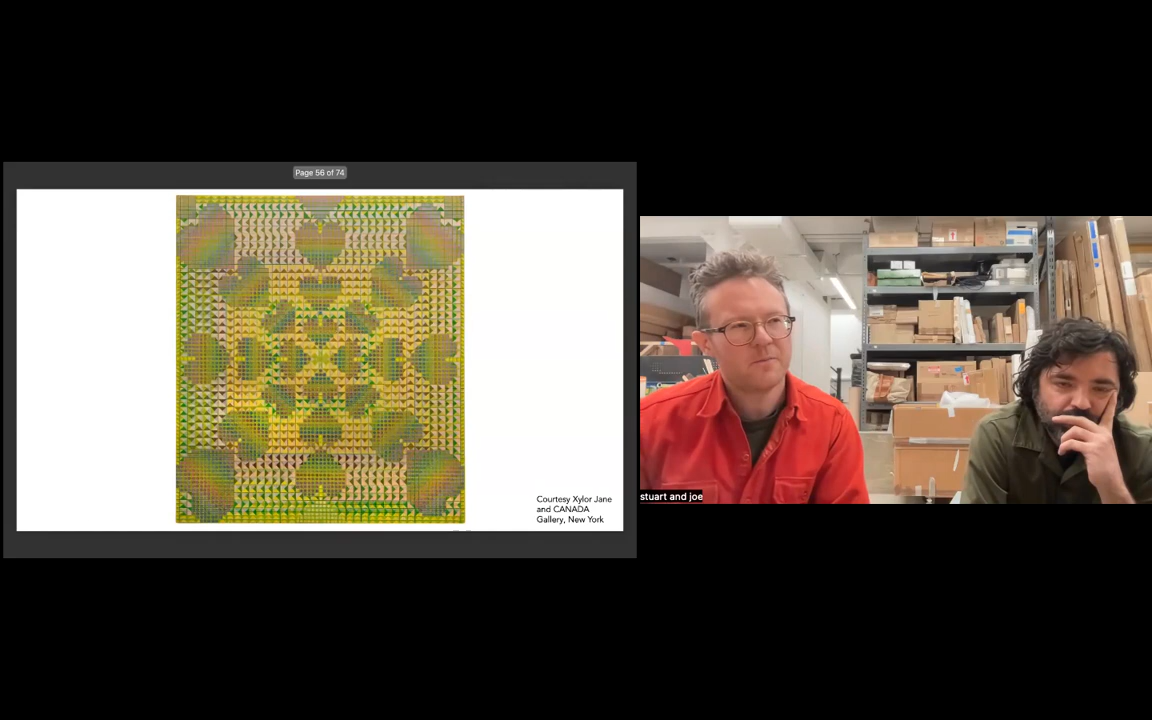 Page 56 of 74
Courtesy Xylor Jane
and CANADA
Gallery, New York
stuart and joe